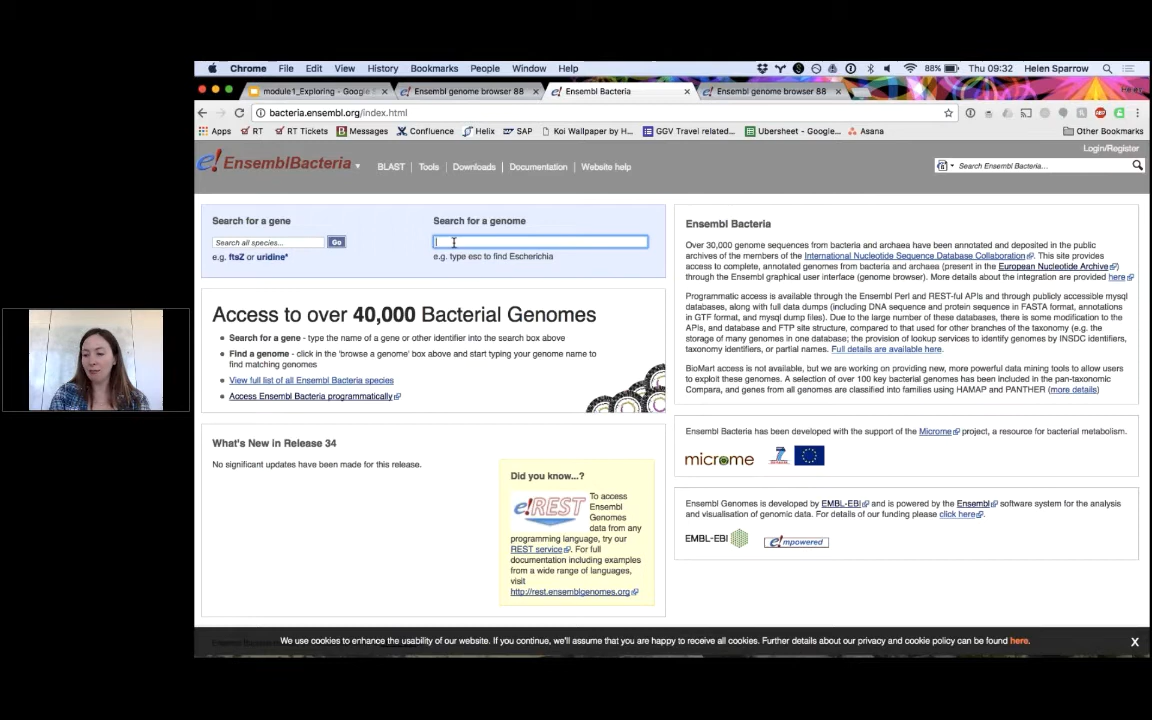 Chrome File Edit View History Bookmarks People Window Help 88% Thu 09:32 Helen Sparrow
module1_Exploring - Google S Ensembl genome browser 88 Ensembl Bacteria Ensembl genome browser 88
bacteria.ensembl.org/index.html
Apps RT RT Tickets Messages Confluence Helix SAP Koi Wallpaper by H... GGV Travel related... Ubersheet - Google... Asana Other Bookmarks
Login/Register
e!EnsemblBacteria BLAST Tools Downloads Documentation Website help Search Ensembl Bacteria...
Search for a gene
Search all species... Go
e.g. ftsZ or uridine*
Search for a genome
e.g. type esc to find Escherichia
Access to over 40,000 Bacterial Genomes
Search for a gene - type the name of a gene or other identifier into the search box above
Find a genome - click in the 'browse a genome' box above and start typing your genome name to
find matching genomes
View full list of all Ensembl Bacteria species
Access Ensembl Bacteria programmatically
What's New in Release 34
No significant updates have been made for this release.
Did you know...?
e!REST
To access
Ensembl
Genomes
data from any
programming language, try our
REST service. For full
documentation including examples
from a wide range of languages,
visit
http://rest.ensemblgenomes.org
Ensembl Bacteria
Over 30,000 genome sequences from bacteria and archaea have been annotated and deposited in the public
archives of the members of the International Nucleotide Sequence Database Collaboration. This site provides
access to complete, annotated genomes from bacteria and archaea (present in the European Nucleotide Archive)
through the Ensembl graphical user interface (genome browser). More details about the integration are provided here
Programmatic access is available through the Ensembl Perl and REST-ful APIs and through publicly accessible mysql
databases, along with full data dumps (including DNA sequence and protein sequence in FASTA format, annotations
in GTF format, and mysql dump files). Due to the large number of these databases, there is some modification to the
APIs, and database and FTP site structure, compared to that used for other branches of the taxonomy (e.g. the
storage of many genomes in one database; the provision of lookup services to identify genomes by INSDC identifiers,
taxonomy identifiers, or partial names. Full details are available here.
BioMart access is not available, but we are working on providing new, more powerful data mining tools to allow users
to exploit these genomes. A selection of over 100 key bacterial genomes has been included in the pan-taxonomic
Compara, and genes from all genomes are classified into families using HAMAP and PANTHER (more details)
Ensembl Bacteria has been developed with the support of the Microme project, a resource for bacterial metabolism.
microme
Ensembl Genomes is developed by EMBL-EBI and is powered by the Ensembl software system for the analysis
and visualisation of genomic data. For details of our funding please click here.
EMBL-EBI e!mpowered
We use cookies to enhance the usability of our website. If you continue, we'll assume that you are happy to receive all cookies. Further details about our privacy and cookie policy can be found here. X